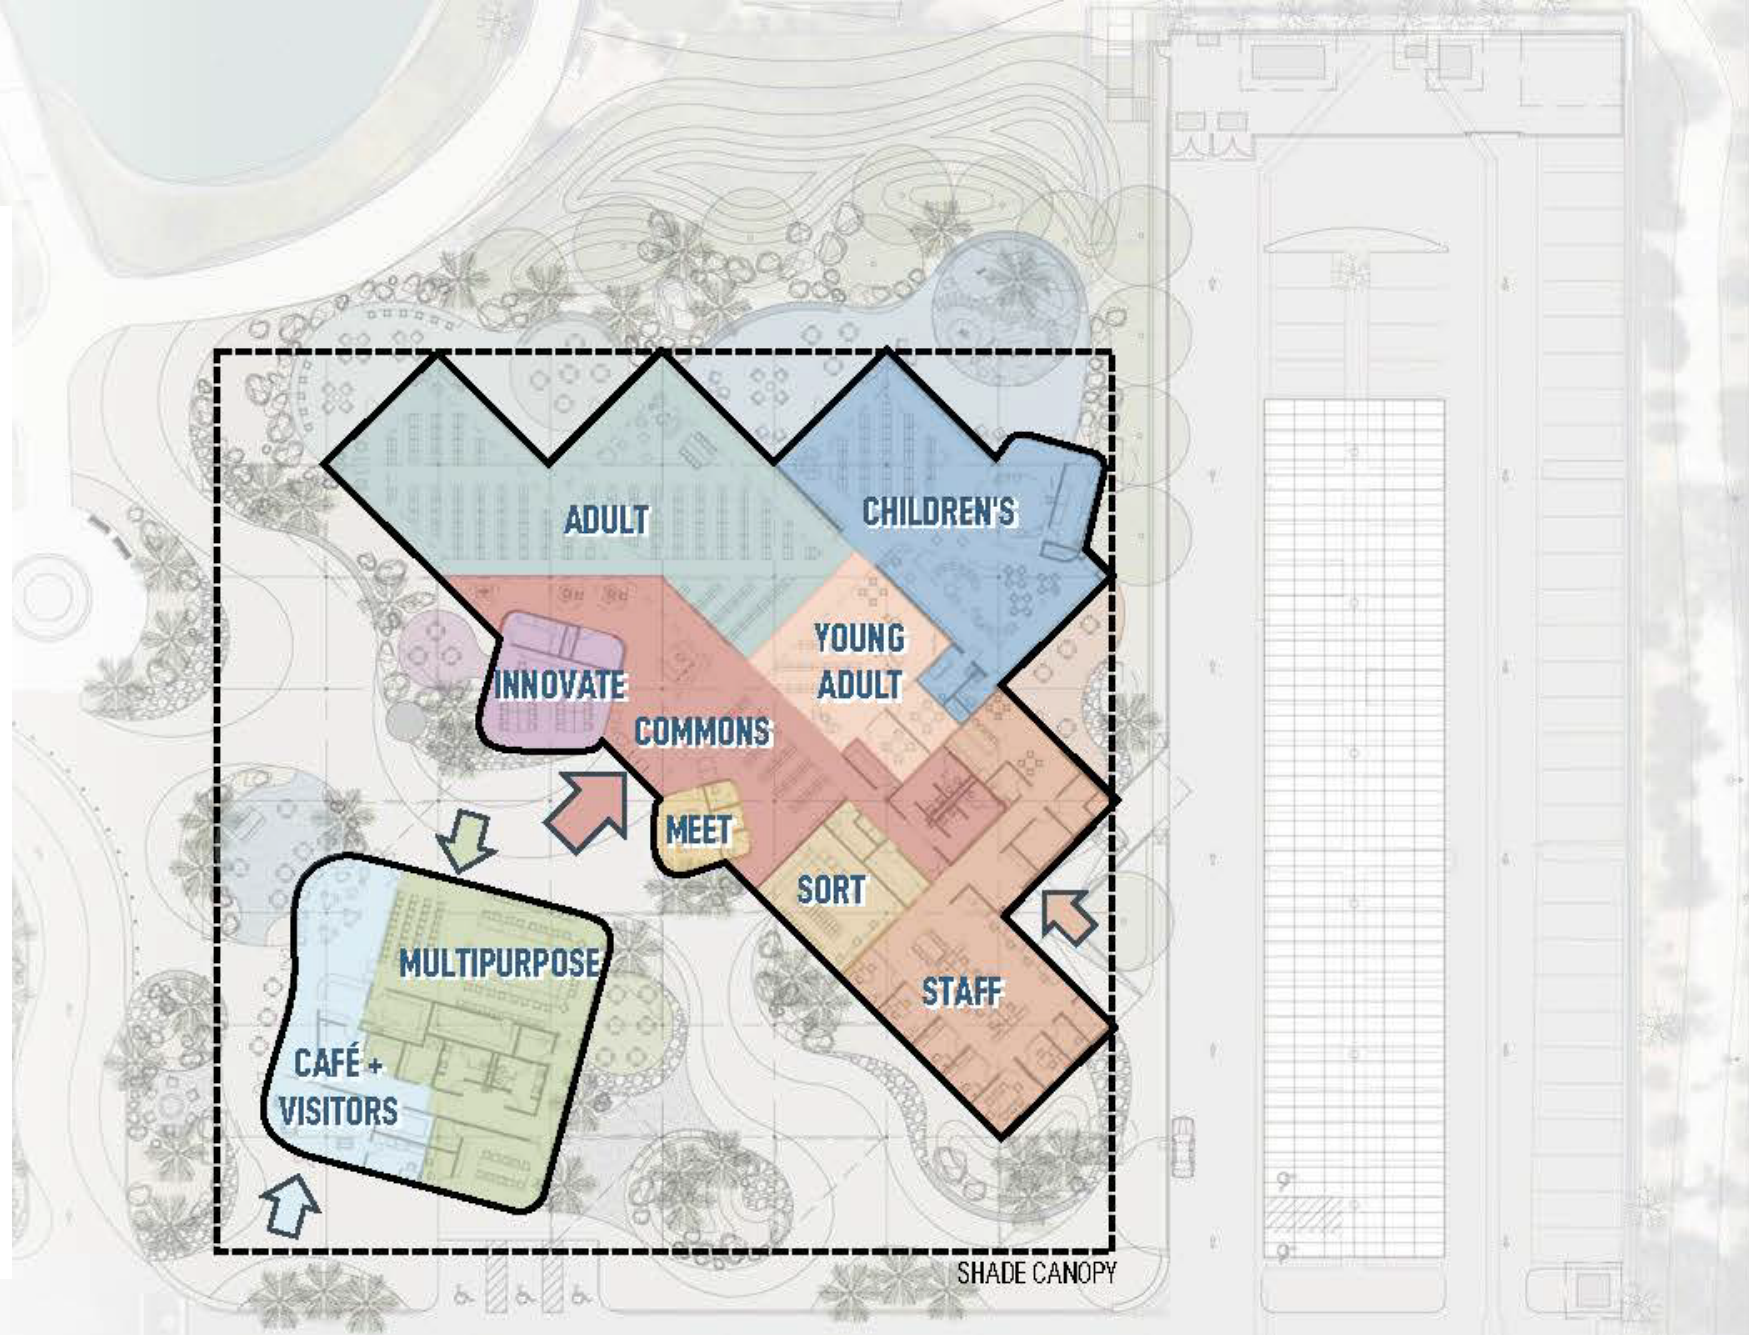 ADULT
CHILDREN'S
YOUNG
ADULT
INNOVATE
COMMONS
MEET
SORT
MULTIPURPOSE
STAFF
CAFÉ +
VISITORS
SHADE CANOPY